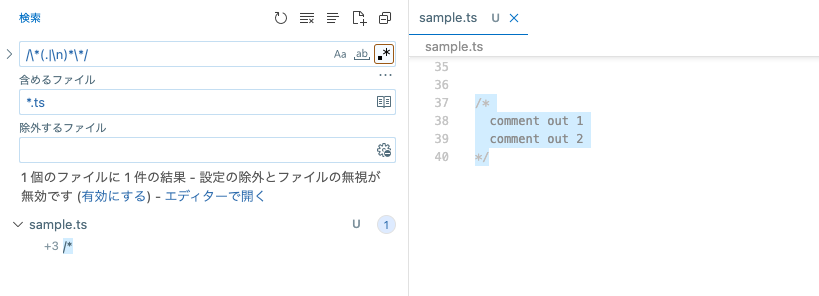 検索
/\*(.|\n)*\*/
Aa
ab
.*
含めるファイル
...
*.ts
除外するファイル
1 個のファイルに 1 件の結果 - 設定の除外とファイルの無視が
無効です (有効にする) - エディターで開く
sample.ts U 1
+3 /*
sample.ts U
sample.ts
35
36
37 /*
38 comment out 1
39 comment out 2
40 */